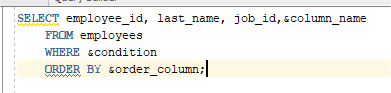 SELECT employee_id, last_name, job_id,&column_name
FROM employees
WHERE &condition
ORDER BY &order_column;